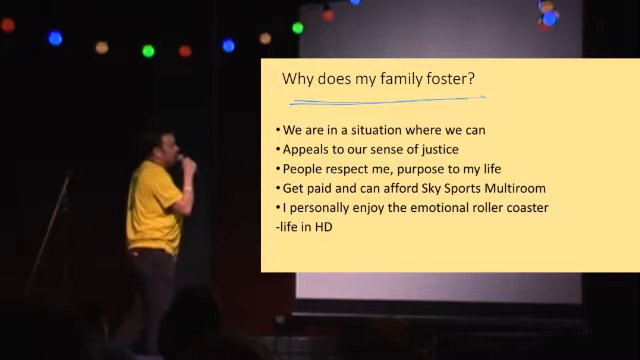 Why does my family foster?
• We are in a situation where we can
• Appeals to our sense of justice
• People respect me, purpose to my life
• Get paid and can afford Sky Sports Multiroom
• I personally enjoy the emotional roller coaster
-life in HD